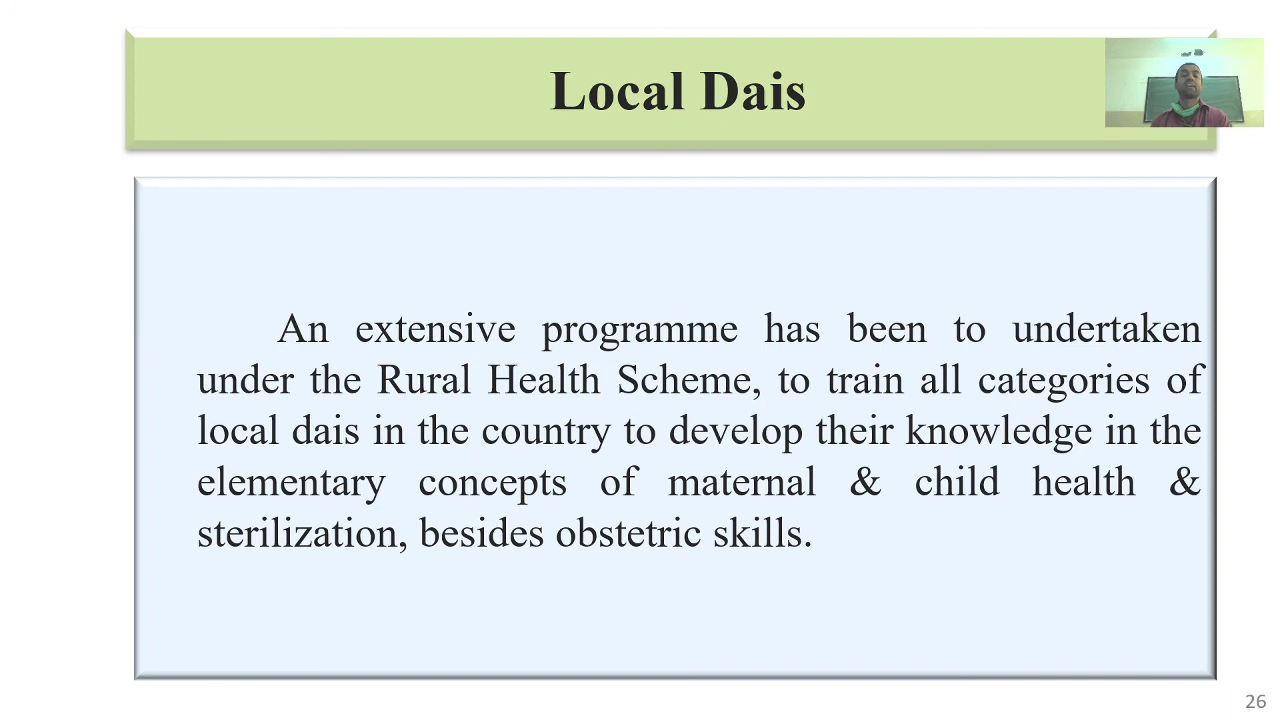 Local Dais
An extensive programme has been to undertaken
under the Rural Health Scheme, to train all categories of
local dais in the country to develop their knowledge in the
elementary concepts of maternal & child health &
sterilization, besides obstetric skills.
26